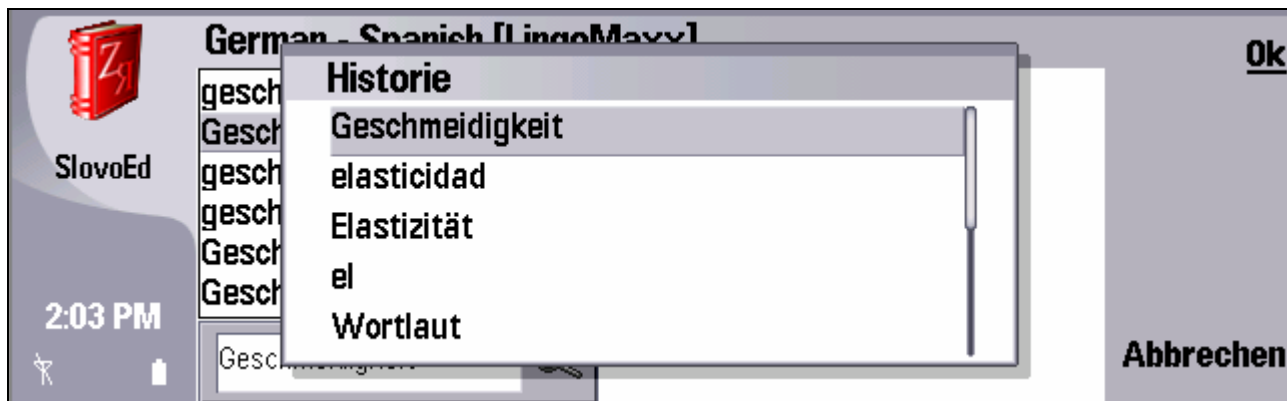 German - Spanish [LingoMaxx]
Ok
SlovoEd
gesch
Gesch
gesch
gesch
Gesch
Gesch
Historie
Geschmeidigkeit
elasticidad
Elastizität
el
Wortlaut
2:03 PM
Gesc
Abbrechen